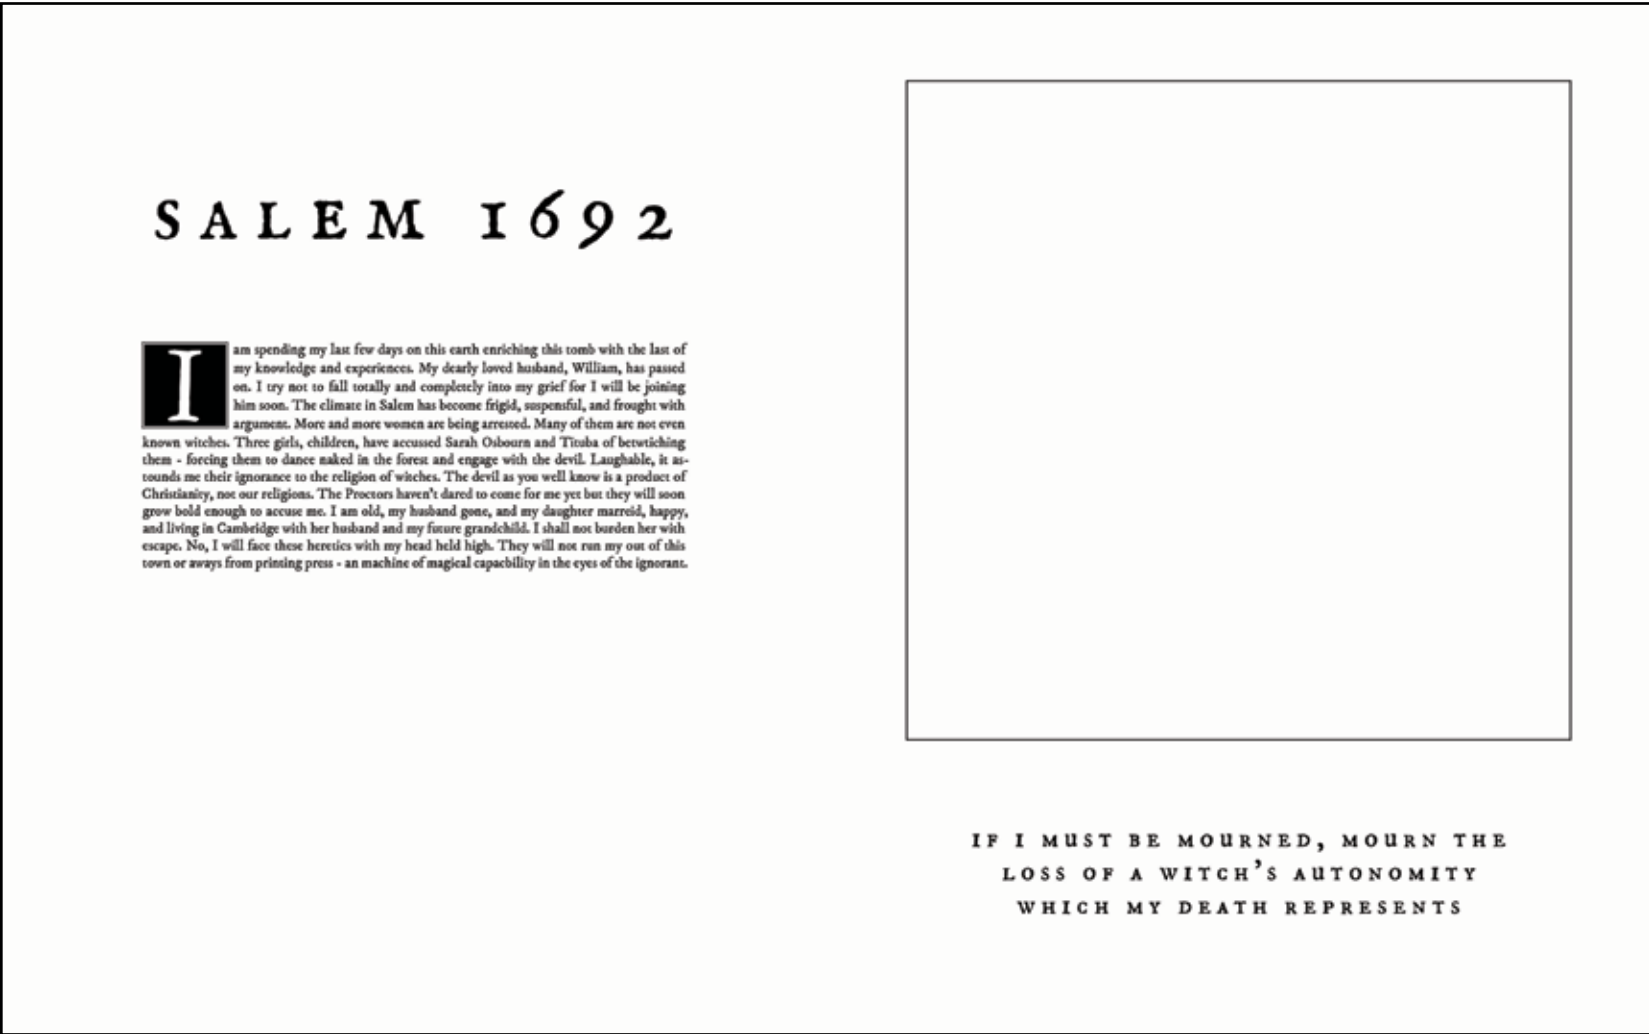 SALEM 1692
I am spending my last few days on this earth enriching this tomb with the last of
my knowledge and experiences. My dearly loved husband, William, has passed
on. I try not to fall totally and completely into my grief for I will be joining
him soon. The climate in Salem has become frigid, suspensful, and frought with
argument. More and more women are being arrested. Many of them are not even
known witches. Three girls, children, have accussed Sarah Osbourn and Tituba of betwtiching
them - forcing them to dance naked in the forest and engage with the devil. Laughable, it as-
tounds me their ignorance to the religion of witches. The devil as you well know is a product of
Christianity, not our religions. The Proctors haven't dared to come for me yet but they will soon
grow bold enough to accuse me. I am old, my husband gone, and my daughter marreid, happy,
and living in Cambridge with her husband and my future grandchild. I shall not burden her with
escape. No, I will face these heretics with my head held high. They will not run my out of this
town or aways from printing press - an machine of magical capacbility in the eyes of the ignorant.
IF I MUST BE MOURNED, MOURN THE
LOSS OF A WITCH'S AUTONOMITY
WHICH MY DEATH REPRESENTS